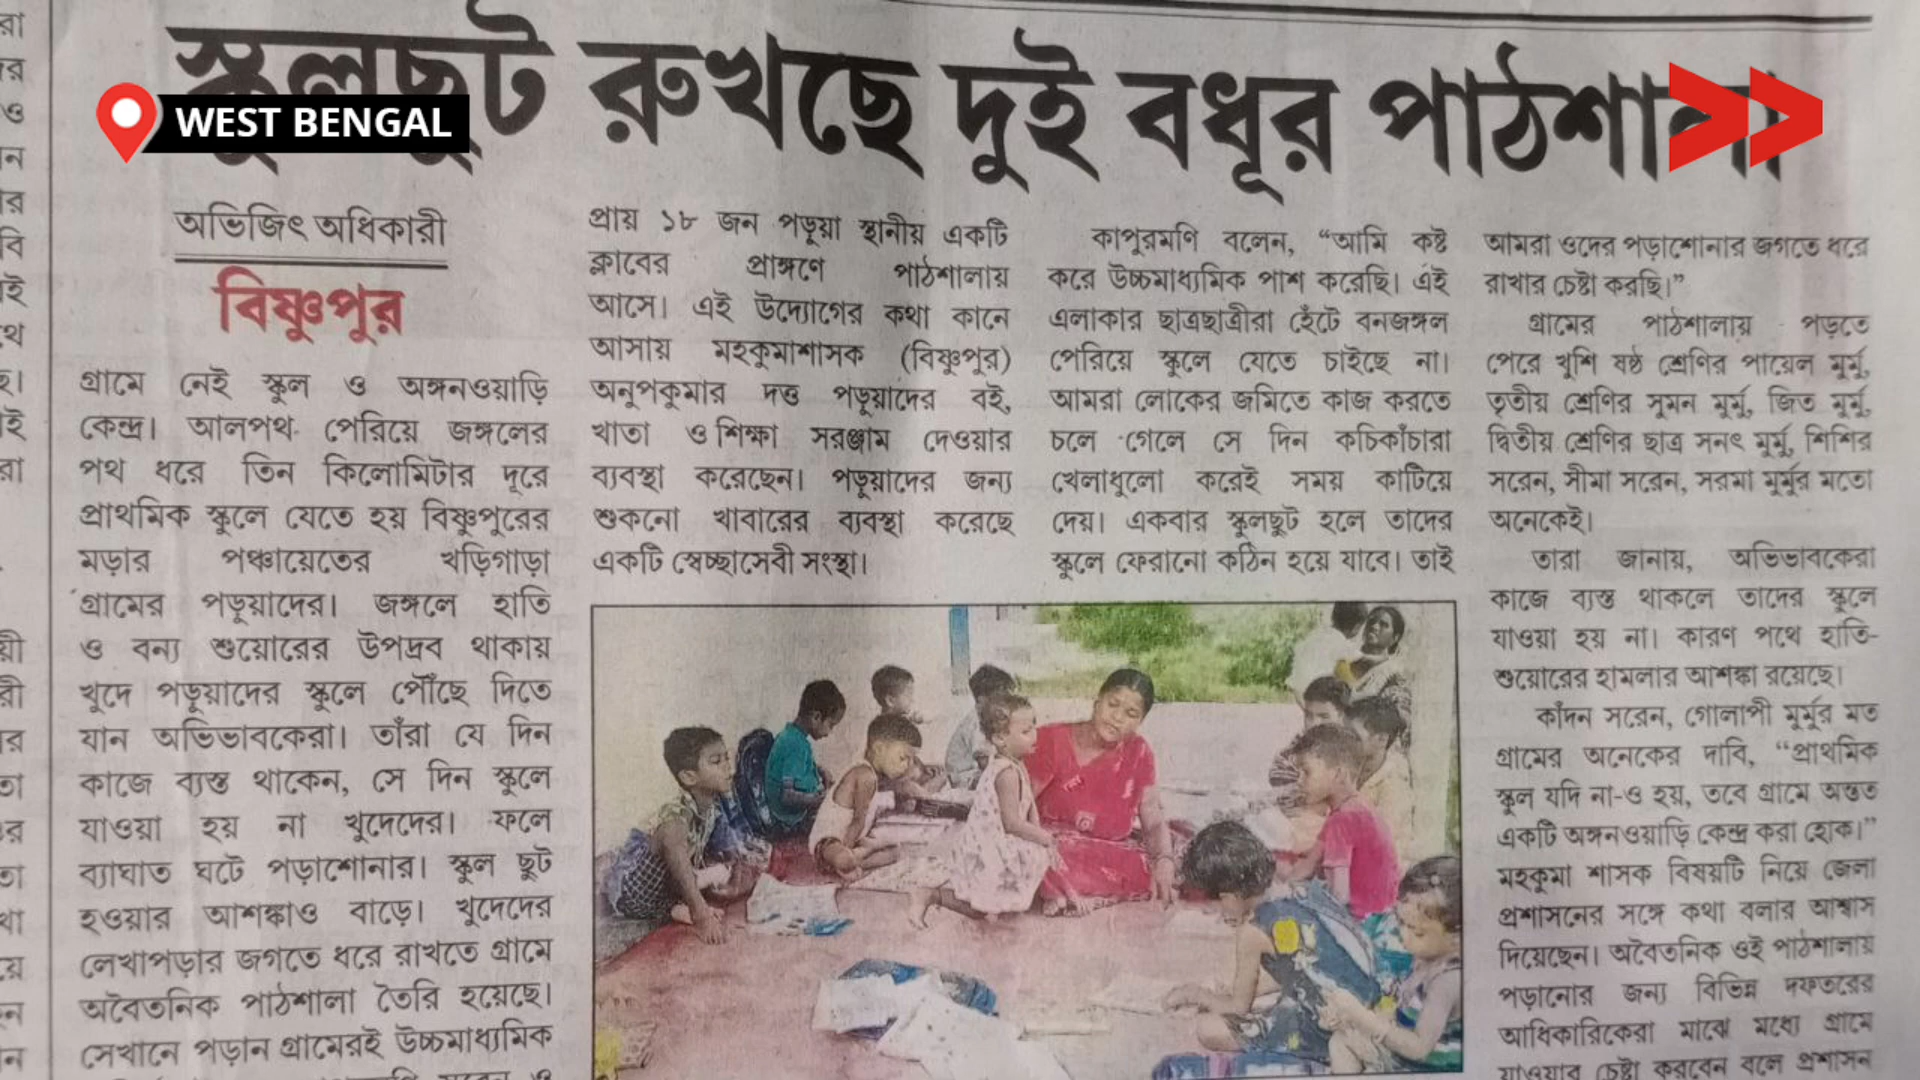 স্কুলছুট রুখছে দুই বধূর পাঠশালা
WEST BENGAL
অভিজিৎ অধিকারী
বিষ্ণুপুর
গ্রামে নেই স্কুল ও অঙ্গনওয়াড়ি
কেন্দ্র। আলপথ পেরিয়ে জঙ্গলের
পথ ধরে তিন কিলোমিটার দূরে
প্রাথমিক স্কুলে যেতে হয় বিষ্ণুপুরের
মড়ার পঞ্চায়েতের খড়িগাড়া
গ্রামের পড়ুয়াদের। জঙ্গলে হাতি
ও বন্য শুয়োরের উপদ্রব থাকায়
খুদে পড়ুয়াদের স্কুলে পৌঁছে দিতে
যান অভিভাবকেরা। তাঁরা যে দিন
কাজে ব্যস্ত থাকেন, সে দিন স্কুলে
যাওয়া হয় না খুদেদের। ফলে
ব্যাঘাত ঘটে পড়াশোনার। স্কুল ছুট
হওয়ার আশঙ্কাও বাড়ে। খুদেদের
লেখাপড়ার জগতে ধরে রাখতে গ্রামে
অবৈতনিক পাঠশালা তৈরি হয়েছে।
সেখানে পড়ান গ্রামেরই উচ্চমাধ্যমিক
প্রায় ১৮ জন পড়ুয়া স্থানীয় একটি
ক্লাবের প্রাঙ্গণে পাঠশালায়
আসে। এই উদ্যোগের কথা কানে
আসায় মহকুমাশাসক (বিষ্ণুপুর)
অনুপকুমার দত্ত পড়ুয়াদের বই,
খাতা ও শিক্ষা সরঞ্জাম দেওয়ার
ব্যবস্থা করেছেন। পড়ুয়াদের জন্য
শুকনো খাবারের ব্যবস্থা করেছে
একটি স্বেচ্ছাসেবী সংস্থা।
কাপুরমণি বলেন, “আমি কষ্ট
করে উচ্চমাধ্যমিক পাশ করেছি। এই
এলাকার ছাত্রছাত্রীরা হেঁটে বনজঙ্গল
পেরিয়ে স্কুলে যেতে চাইছে না।
আমরা লোকের জমিতে কাজ করতে
চলে গেলে সে দিন কচিকাঁচারা
খেলাধুলো করেই সময় কাটিয়ে
দেয়। একবার স্কুলছুট হলে তাদের
স্কুলে ফেরানো কঠিন হয়ে যাবে। তাই
আমরা ওদের পড়াশোনার জগতে ধরে
রাখার চেষ্টা করছি।”
গ্রামের পাঠশালায় পড়তে
পেরে খুশি ষষ্ঠ শ্রেণির পায়েল মুর্মু,
তৃতীয় শ্রেণির সুমন মুর্মু, জিত মুর্মু,
দ্বিতীয় শ্রেণির ছাত্র সনৎ মুর্মু, শিশির
সরেন, সীমা সরেন, সরমা মুর্মুর মতো
অনেকেই।
তারা জানায়, অভিভাবকেরা
কাজে ব্যস্ত থাকলে তাদের স্কুলে
যাওয়া হয় না। কারণ পথে হাতি-
শুয়োরের হামলার আশঙ্কা রয়েছে।
কাঁদন সরেন, গোলাপী মুর্মুর মত
গ্রামের অনেকের দাবি, “প্রাথমিক
স্কুল যদি না-ও হয়, তবে গ্রামে অন্তত
একটি অঙ্গনওয়াড়ি কেন্দ্র করা হোক।”
মহকুমা শাসক বিষয়টি নিয়ে জেলা
প্রশাসনের সঙ্গে কথা বলার আশ্বাস
দিয়েছেন। অবৈতনিক ওই পাঠশালায়
পড়ানোর জন্য বিভিন্ন দফতরের
আধিকারিকেরা মাঝে মধ্যে গ্রামে
যাওয়ার চেষ্টা করবেন বলে প্রশাসন